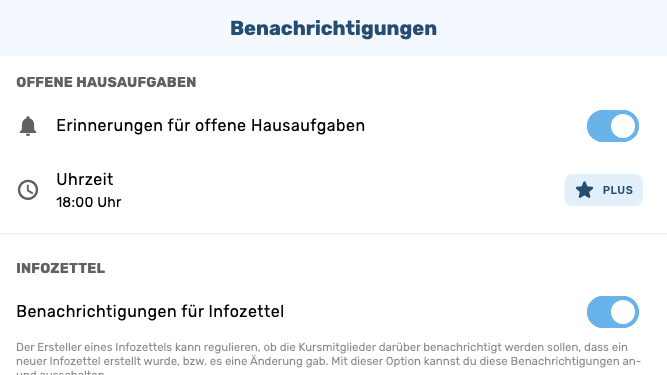 Benachrichtigungen
OFFENE HAUSAUFGABEN
Erinnerungen für offene Hausaufgaben
Uhrzeit
18:00 Uhr
PLUS
INFOZETTEL
Benachrichtigungen für Infozettel
Der Ersteller eines Infozettels kann regulieren, ob die Kursmitglieder darüber benachrichtigt werden sollen, dass ein
neuer Infozettel erstellt wurde, bzw. es eine Änderung gab. Mit dieser Option kannst du diese Benachrichtigungen an-
und ausschalten.